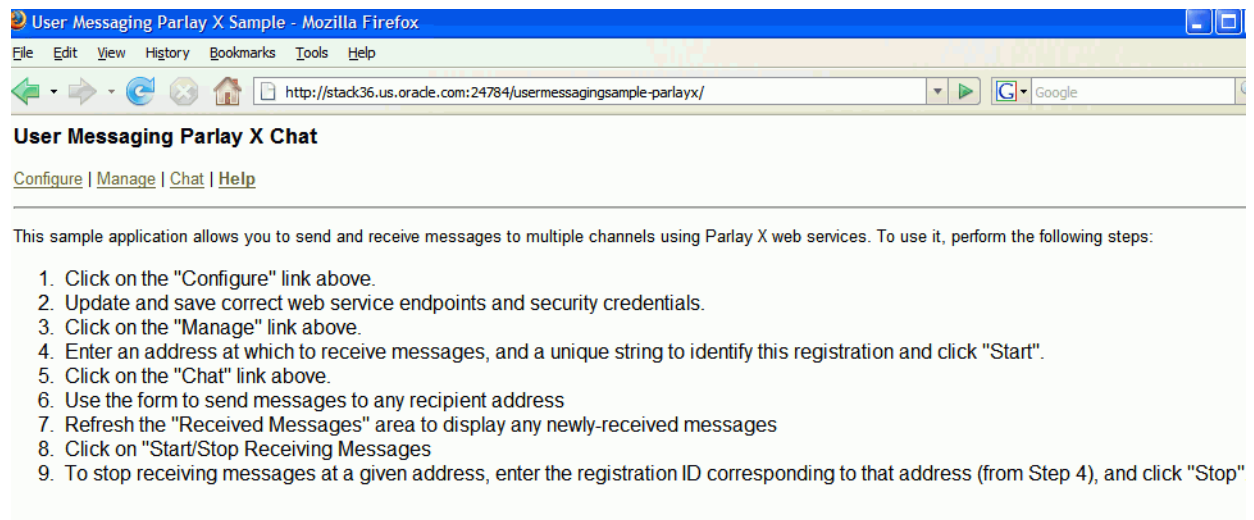 User Messaging Parlay X Sample - Mozilla Firefox
File Edit View History Bookmarks Tools Help
http://stack36.us.oracle.com:24784/usermessagingsample-parlayx/ G Google
User Messaging Parlay X Chat
Configure | Manage | Chat | Help
This sample application allows you to send and receive messages to multiple channels using Parlay X web services. To use it, perform the following steps:
1. Click on the "Configure" link above.
2. Update and save correct web service endpoints and security credentials.
3. Click on the "Manage" link above.
4. Enter an address at which to receive messages, and a unique string to identify this registration and click "Start".
5. Click on the "Chat" link above.
6. Use the form to send messages to any recipient address
7. Refresh the "Received Messages" area to display any newly-received messages
8. Click on "Start/Stop Receiving Messages
9. To stop receiving messages at a given address, enter the registration ID corresponding to that address (from Step 4), and click "Stop"